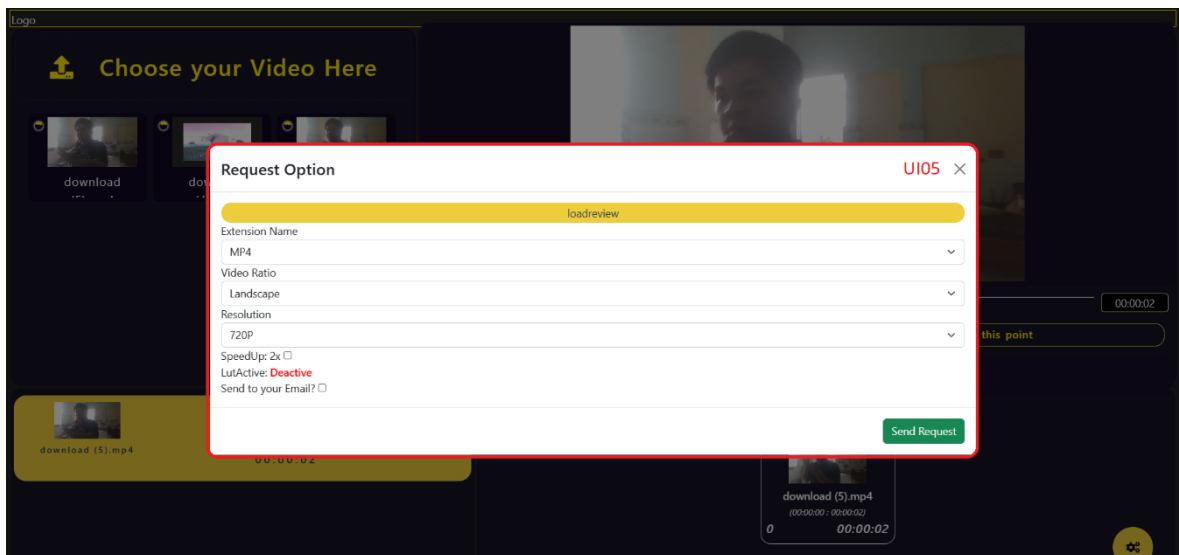 Logo
Choose your Video Here
download
Request Option
UI05
loadreview
Extension Name
MP4
Video Ratio
Landscape
Resolution
720P
SpeedUp: 2x
LutActive: Deactive
Send to your Email?
Send Request
00:00:02
this point
download (5).mp4
00:00:02
download (5).mp4
(00:00:00 : 00:00:02)
0 00:00:02